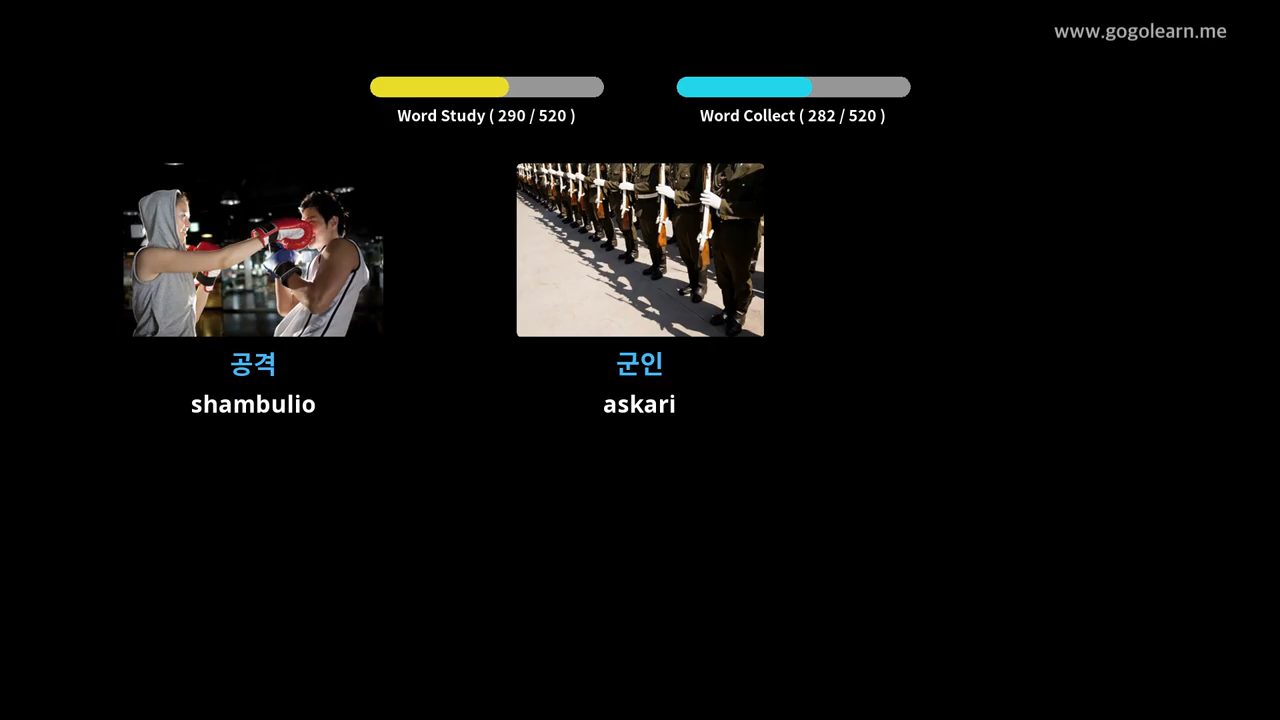 www.gogolearn.me
Word Study ( 290 / 520 )
Word Collect ( 282 / 520 )
공격
shambulio
군인
askari